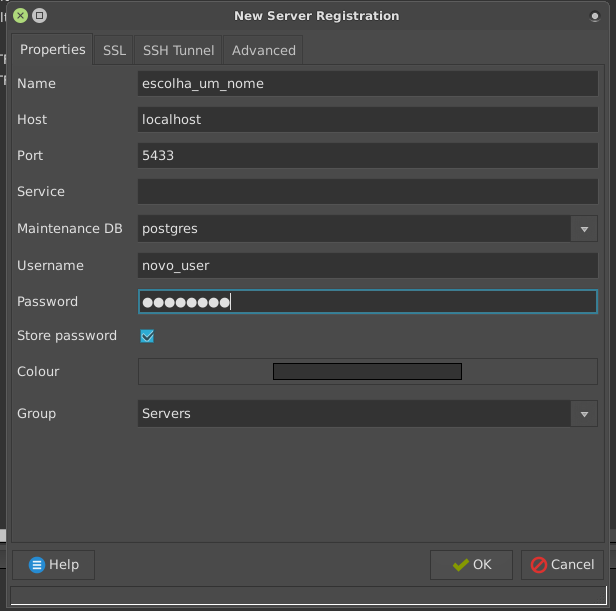 New Server Registration
Properties SSL SSH Tunnel Advanced
Name escolha_um_nome
Host localhost
Port 5433
Service
Maintenance DB postgres
Username novo_user
Password ●●●●●●●●
Store password
Colour
Group Servers
Help OK Cancel